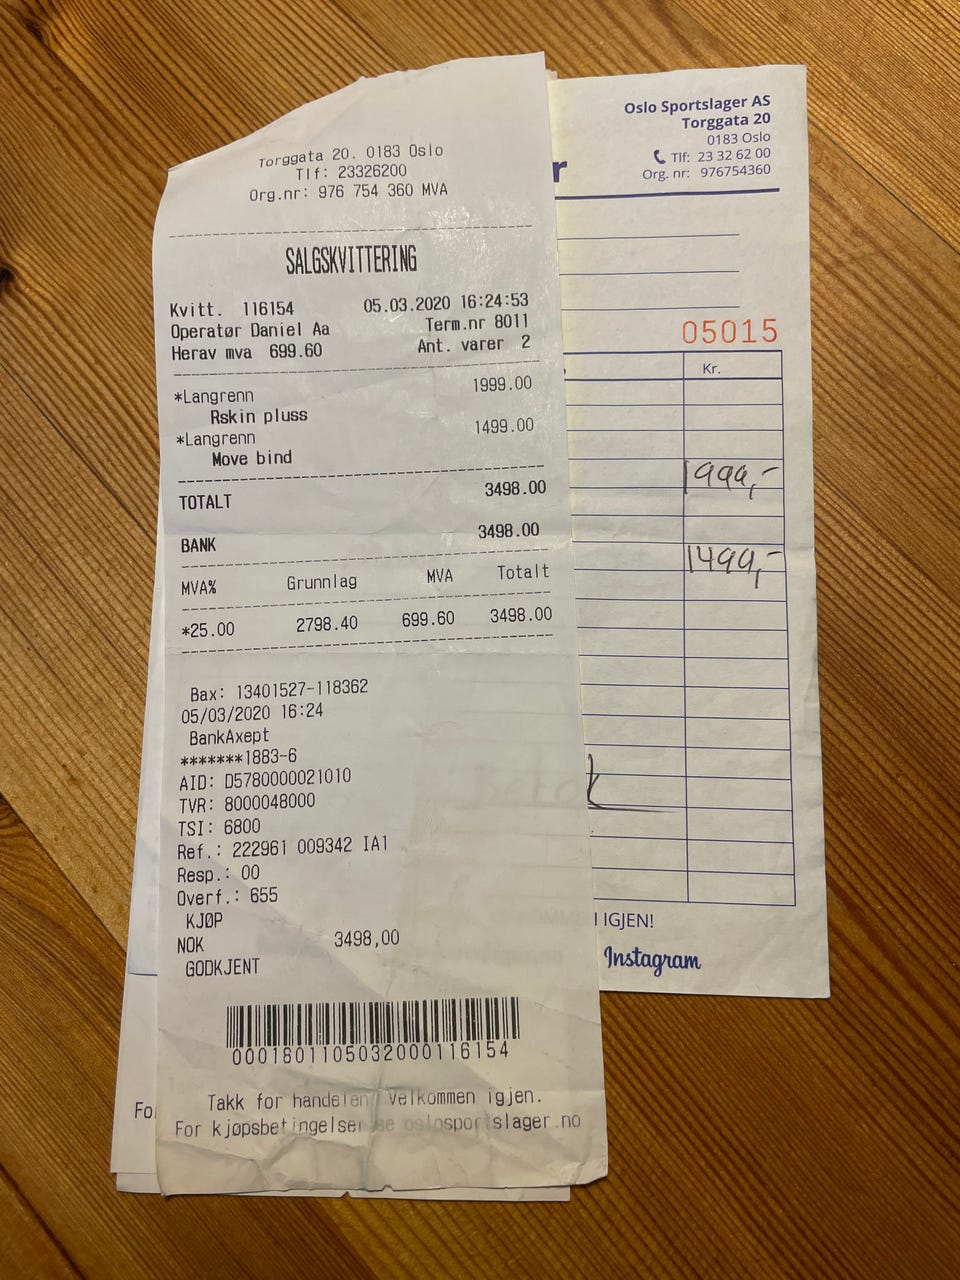 Torggata 20. 0183 Oslo
Tlf: 23326200
Org.nr: 976 754 360 MVA
SALGSKVITTERING
Kvitt. 116154 05.03.2020 16:24:53
Operatør Daniel Aa Term.nr 8011
Herav mva 699.60 Ant. varer 2
*Langrenn 1999.00
Rskin pluss
*Langrenn 1499.00
Move bind
TOTALT 3498.00
BANK 3498.00
MVA% Grunnlag MVA Totalt
*25.00 2798.40 699.60 3498.00
Bax: 13401527-118362
05/03/2020 16:24
BankAxept
*******1883-6
AID: D5780000021010
TVR: 8000048000
TSI: 6800
Ref.: 222961 009342 IA1
Resp.: 00
Overf.: 655
KJØP
NOK 3498,00
GODKJENT
0001801105032000116154
Takk for handelen Velkommen igjen.
For kjøpsbetingelser se oslosportslager.no
Fo
Oslo Sportslager AS
Torggata 20
0183 Oslo
Tlf: 23 32 62 00
Org. nr: 976754360
r
05015
Kr.
1999,-
1499,-
k
IGJEN!
Instagram